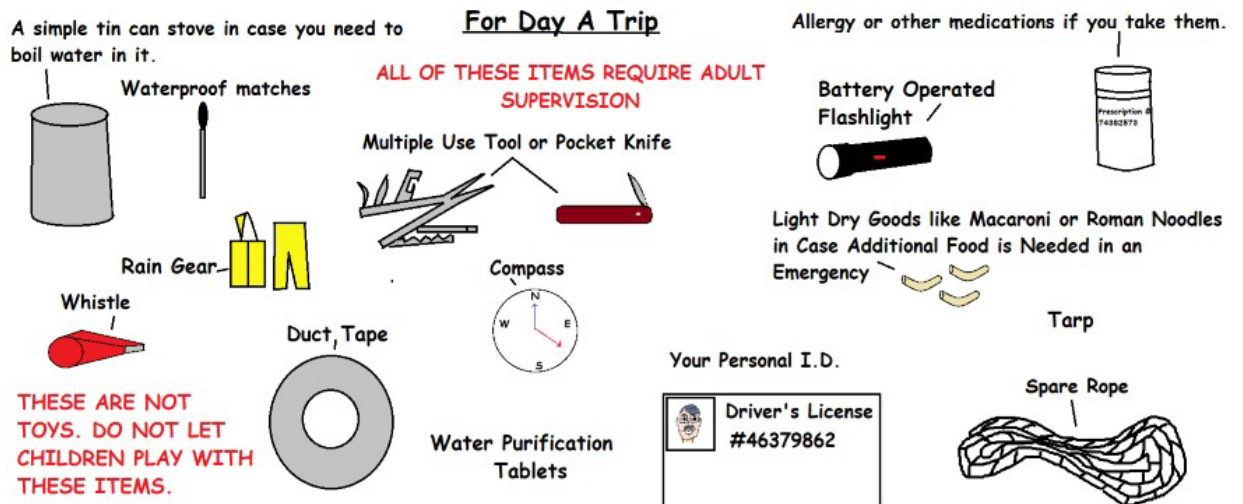 For Day A Trip
A simple tin can stove in case you need to
boil water in it.
Waterproof matches
ALL OF THESE ITEMS REQUIRE ADULT
SUPERVISION
Multiple Use Tool or Pocket Knife
Allergy or other medications if you take them.
Battery Operated
Flashlight
Prescription #
74382573
Rain Gear
Light Dry Goods like Macaroni or Roman Noodles
in Case Additional Food is Needed in an
Emergency
Whistle
Compass
N
W
E
S
Duct Tape
Tarp
Your Personal I.D.
Driver's License
#46379862
Spare Rope
THESE ARE NOT
TOYS. DO NOT LET
CHILDREN PLAY WITH
THESE ITEMS.
Water Purification
Tablets